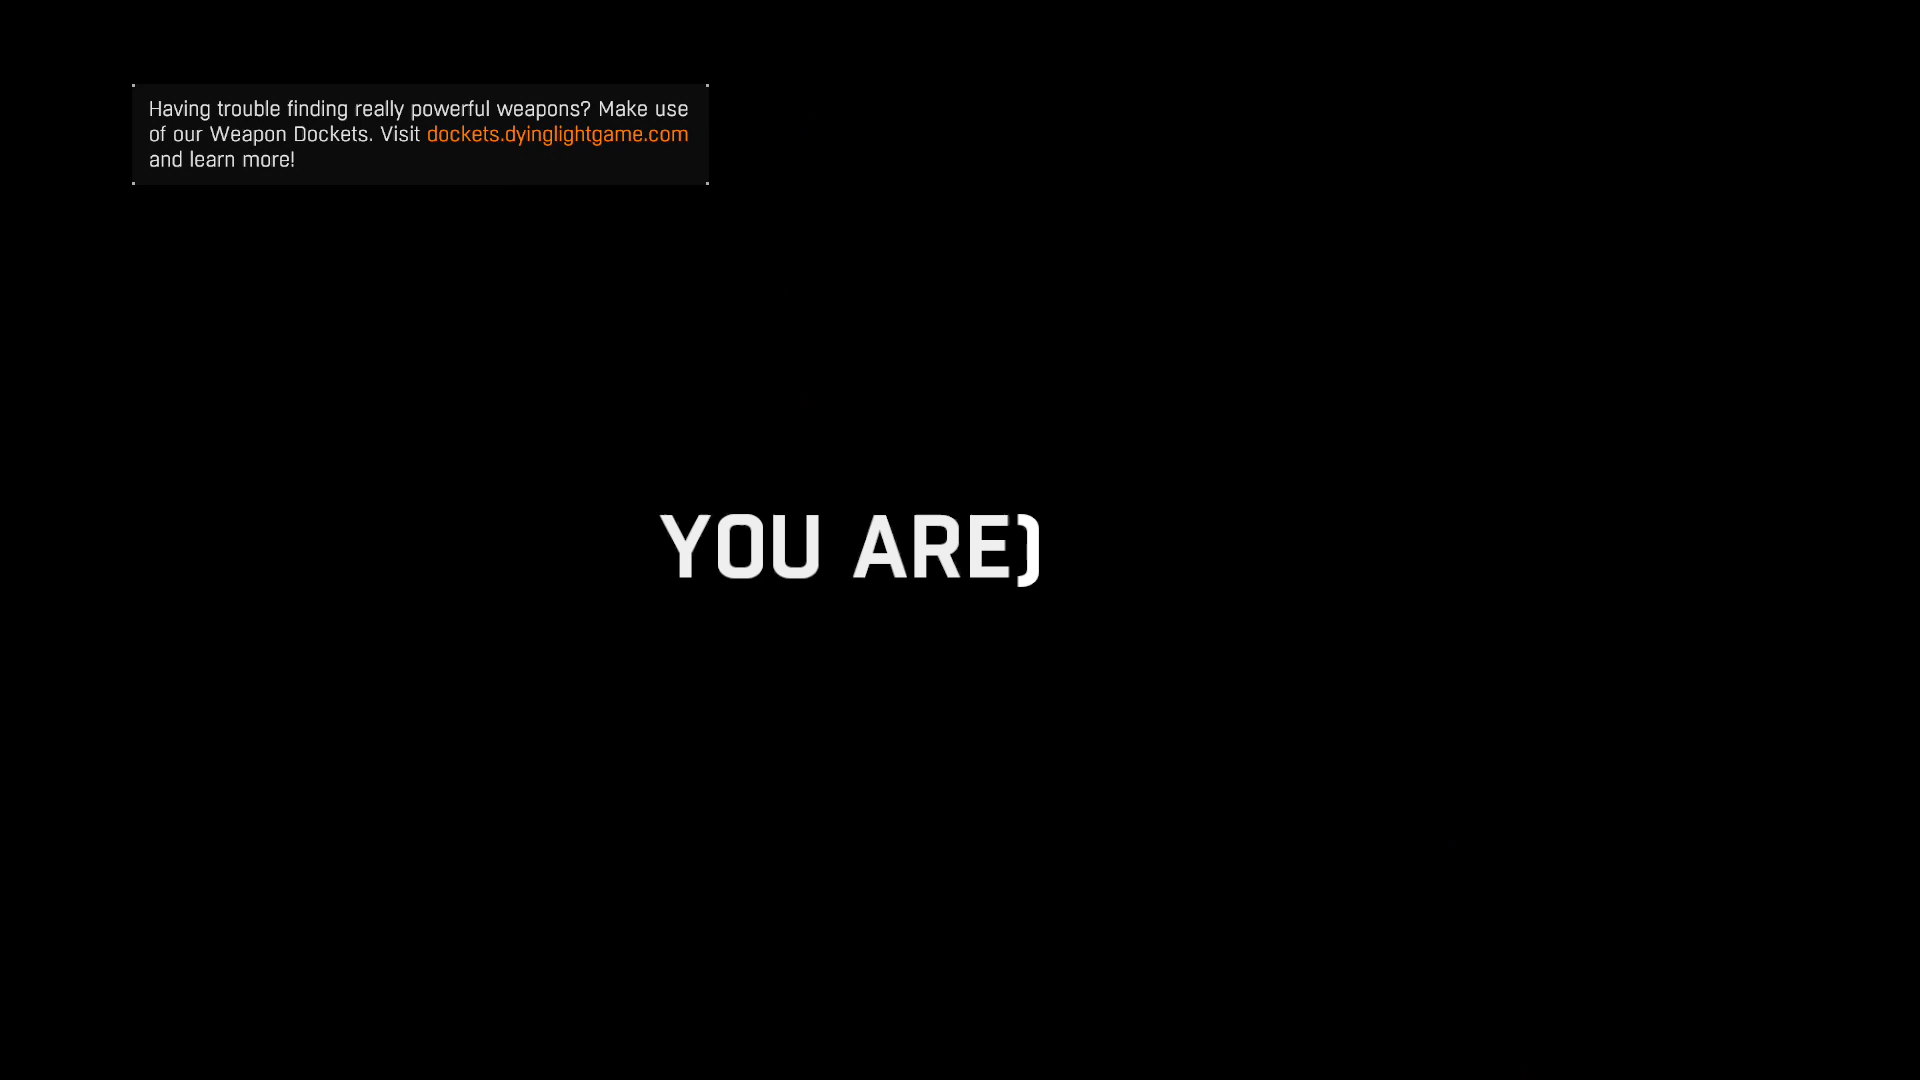 Having trouble finding really powerful weapons? Make use
of our Weapon Dockets. Visit dockets.dyinglightgame.com
and learn more!
YOU ARE)